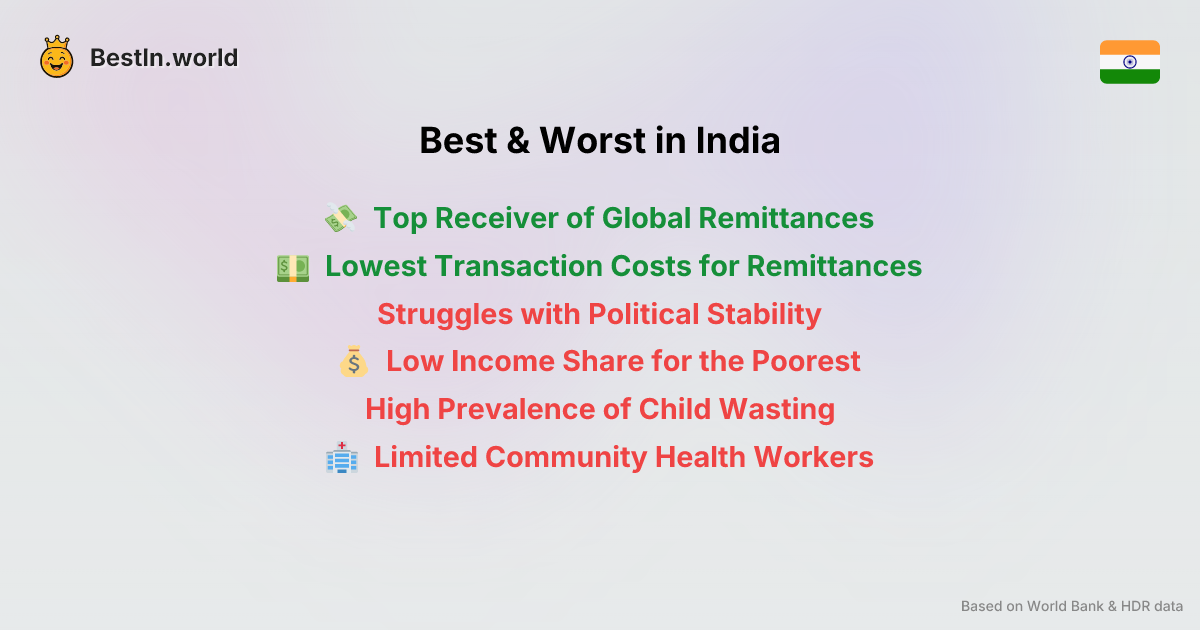 BestIn.world
Best & Worst in India
Top Receiver of Global Remittances
Lowest Transaction Costs for Remittances
Struggles with Political Stability
Low Income Share for the Poorest
High Prevalence of Child Wasting
Limited Community Health Workers
Based on World Bank & HDR data